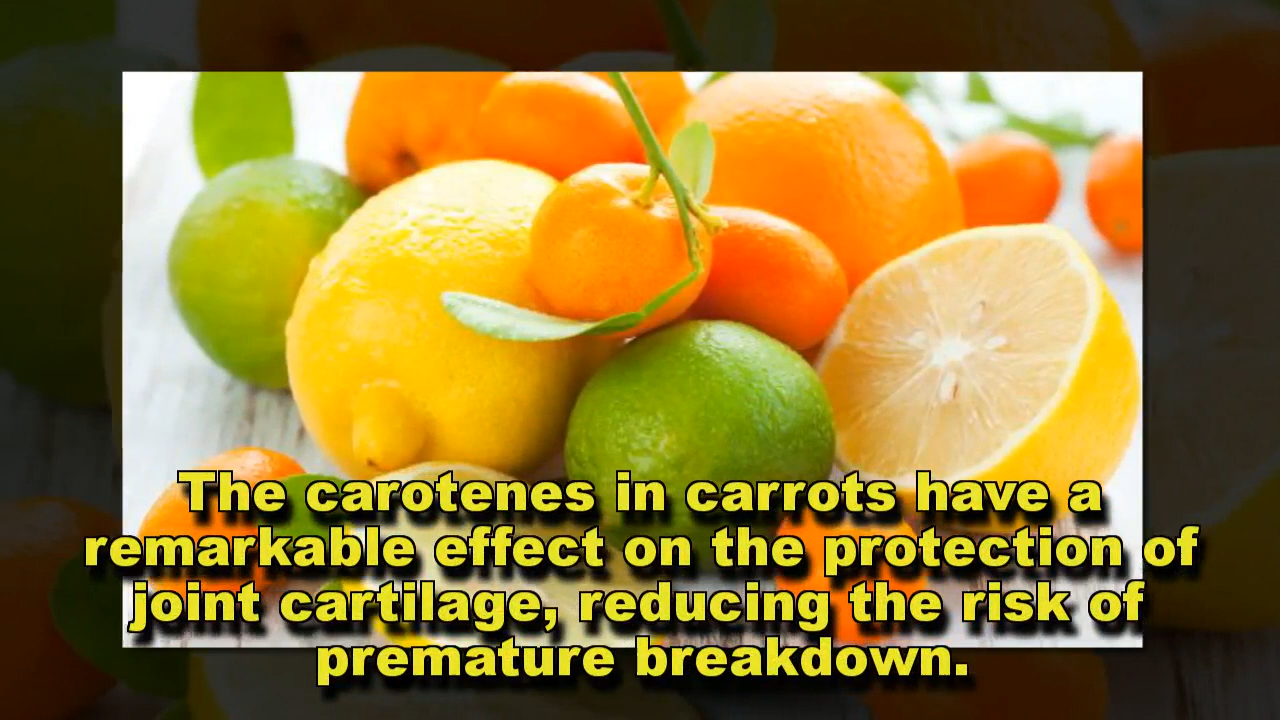 The carotenes in carrots have a
remarkable effect on the protection of
joint cartilage, reducing the risk of
premature breakdown.